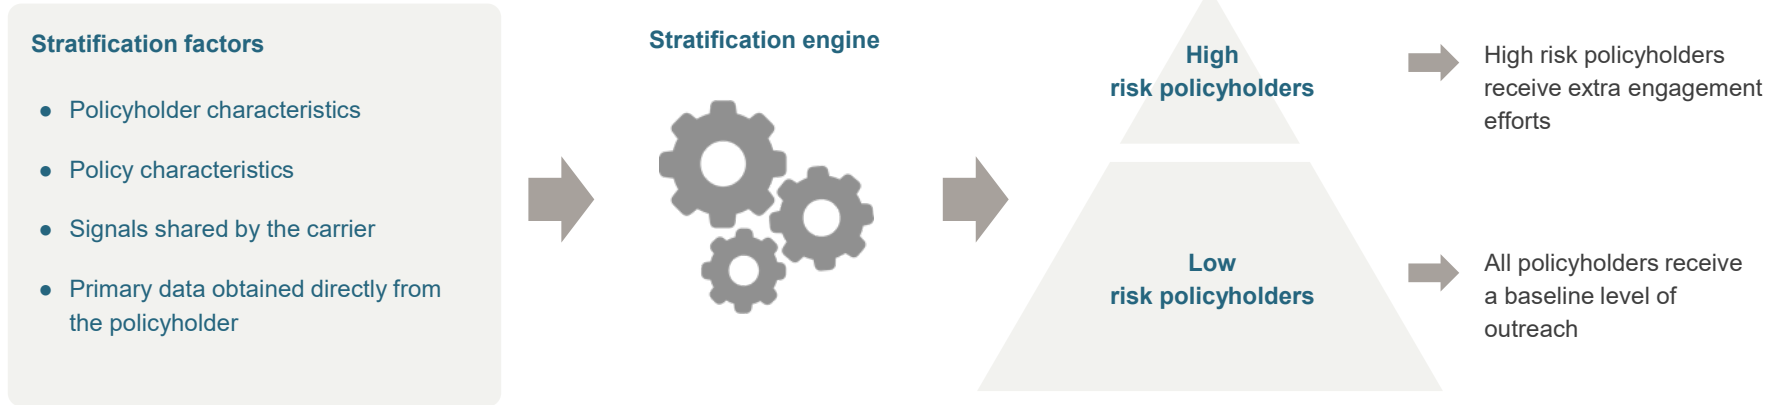 Stratification factors
● Policyholder characteristics
● Policy characteristics
● Signals shared by the carrier
● Primary data obtained directly from
the policyholder
Stratification engine
High
risk policyholders
High risk policyholders
receive extra engagement
efforts
Low
risk policyholders
All policyholders receive
a baseline level of
outreach